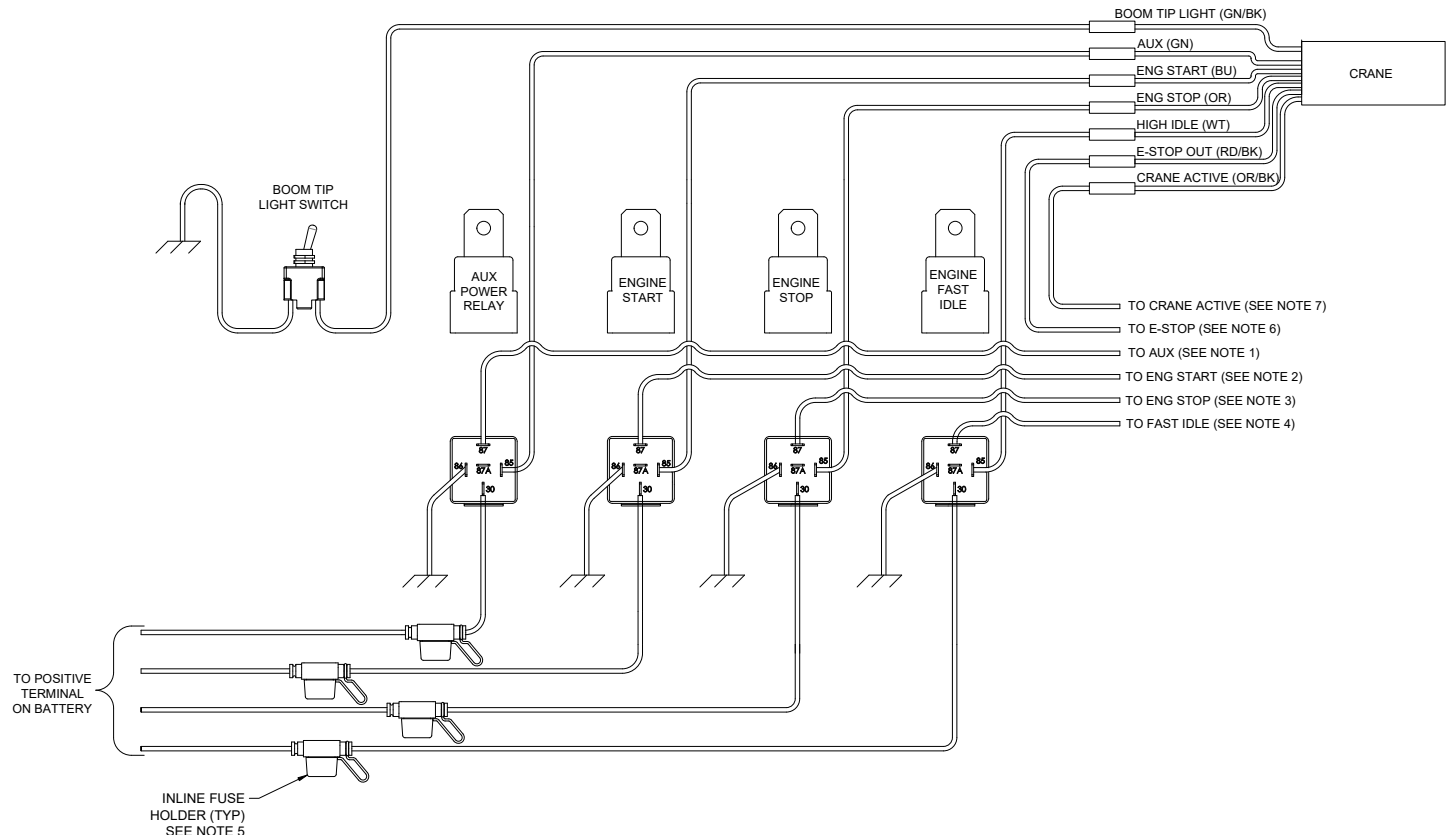 BOOM TIP LIGHT (GN/BK)
AUX (GN)
ENG START (BU)
ENG STOP (OR)
HIGH IDLE (WT)
E-STOP OUT (RD/BK)
CRANE ACTIVE (OR/BK)
CRANE
BOOM TIP
LIGHT SWITCH
AUX
POWER
RELAY
ENGINE
START
ENGINE
STOP
ENGINE
FAST
IDLE
TO CRANE ACTIVE (SEE NOTE 7)
TO E-STOP (SEE NOTE 6)
TO AUX (SEE NOTE 1)
TO ENG START (SEE NOTE 2)
TO ENG STOP (SEE NOTE 3)
TO FAST IDLE (SEE NOTE 4)
87
86 87A 85
30
87
86 87A 85
30
87
86 87A 85
30
87
86 87A 85
30
TO POSITIVE
TERMINAL
ON BATTERY
INLINE FUSE
HOLDER (TYP)
SEE NOTE 5